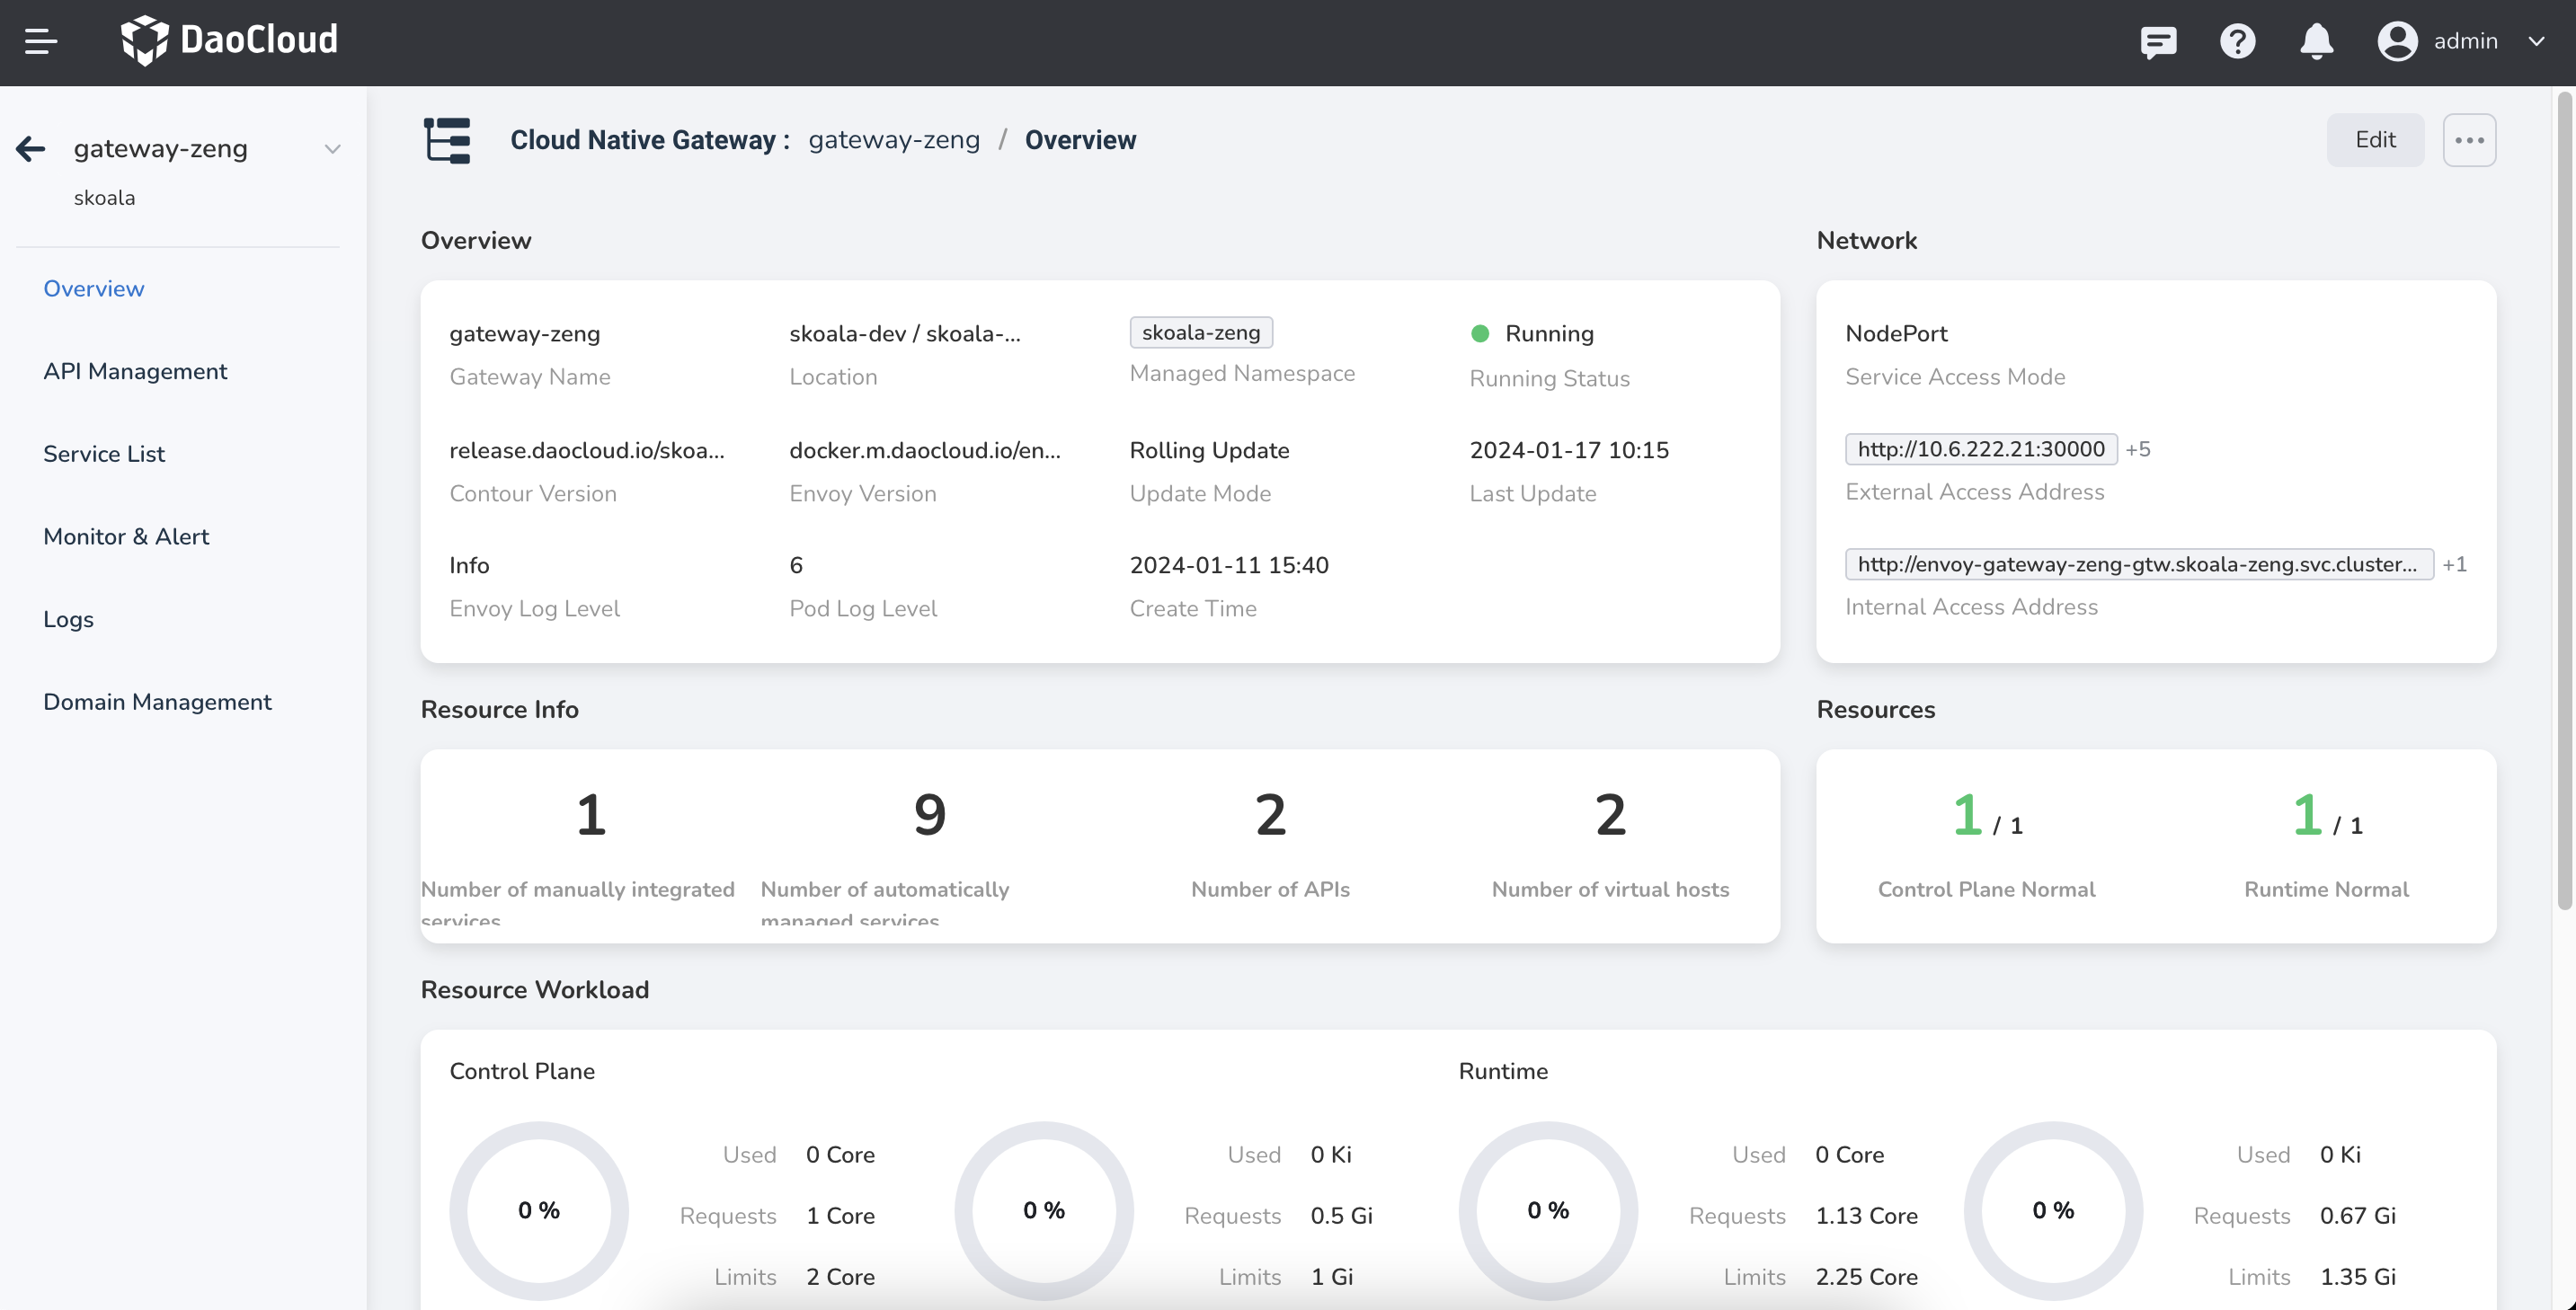 DaoCloud
admin
gateway-zeng
skoala
Overview
API Management
Service List
Monitor & Alert
Logs
Domain Management
Cloud Native Gateway : gateway-zeng / Overview
Edit
Overview
gateway-zeng
Gateway Name
skoala-dev / skoala-...
Location
skoala-zeng
Managed Namespace
Running
Running Status
release.daocloud.io/skoa...
Contour Version
docker.m.daocloud.io/en...
Envoy Version
Rolling Update
Update Mode
2024-01-17 10:15
Last Update
Info
Envoy Log Level
6
Pod Log Level
2024-01-11 15:40
Create Time
Network
NodePort
Service Access Mode
http://10.6.222.21:30000 +5
External Access Address
http://envoy-gateway-zeng-gtw.skoala-zeng.svc.cluster... +1
Internal Access Address
Resource Info
1
Number of manually integrated
services
9
Number of automatically
managed services
2
Number of APIs
2
Number of virtual hosts
Resources
1 / 1
Control Plane Normal
1 / 1
Runtime Normal
Resource Workload
Control Plane
0 %
Used 0 Core
Requests 1 Core
Limits 2 Core
0 %
Used 0 Ki
Requests 0.5 Gi
Limits 1 Gi
Runtime
0 %
Used 0 Core
Requests 1.13 Core
Limits 2.25 Core
0 %
Used 0 Ki
Requests 0.67 Gi
Limits 1.35 Gi